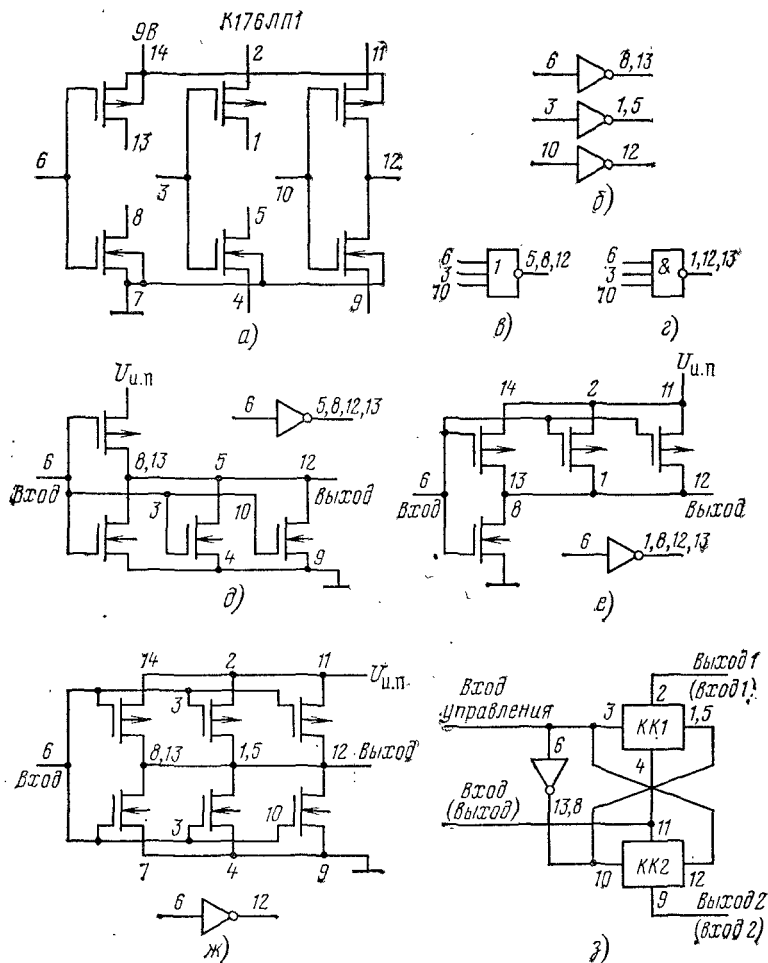 К176ЛП1
9В
14 2 11
13 1
6 3 10 12
8 5
7 4 9
а)
6 8,13
3 1,5
10 12
б)
6
3
10
1
5,8,12
в)
6
3
10
&
1,12,13
г)
Uи.п
6 5,8,12,13
6
Вход
8,13 5 12
Выход
3 10
4 9
д)
Uи.п
14 2 11
6
Вход
13 1 12
Выход
8
6 1,8,12,13
е)
14 2 11
Uи.п
3
6
Вход
8,13 1,5 12 Выход
3 10
7 4 9
6 12
ж)
Вход
управления
Выход 1
(вход 1)
2
3 КК1 1,5
6
4
13,8
Вход
(выход)
11
10 КК2 12
9
Выход 2
(вход 2)
з)